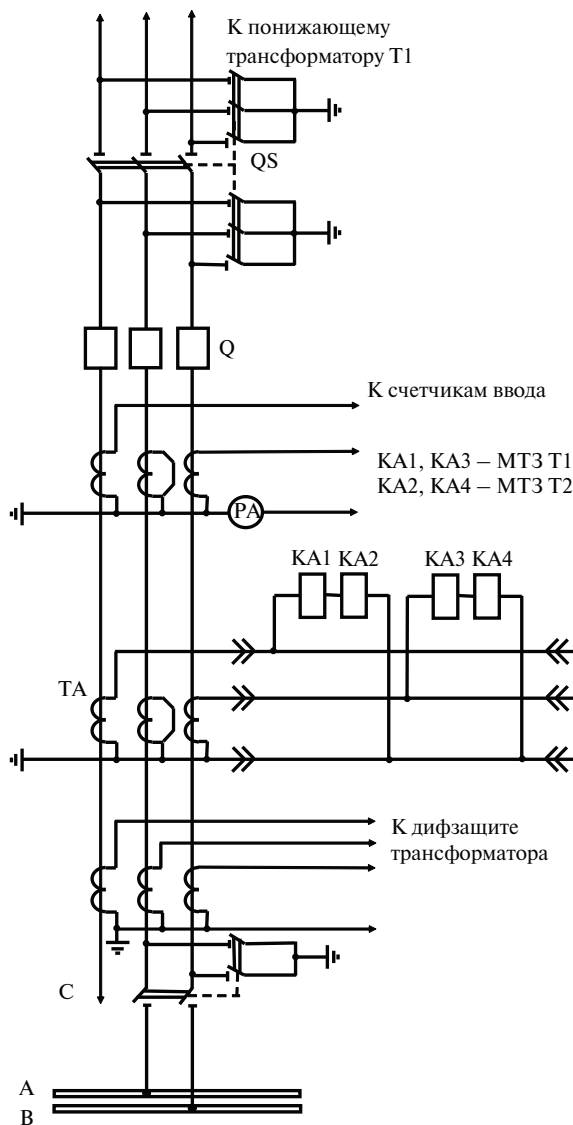 К понижающему
трансформатору Т1
QS
Q
К счетчикам ввода
КА1, КА3 – МТЗ Т1
КА2, КА4 – МТЗ Т2
РА
КА1 КА2
КА3 КА4
ТА
К дифзащите
трансформатора
С
А
В